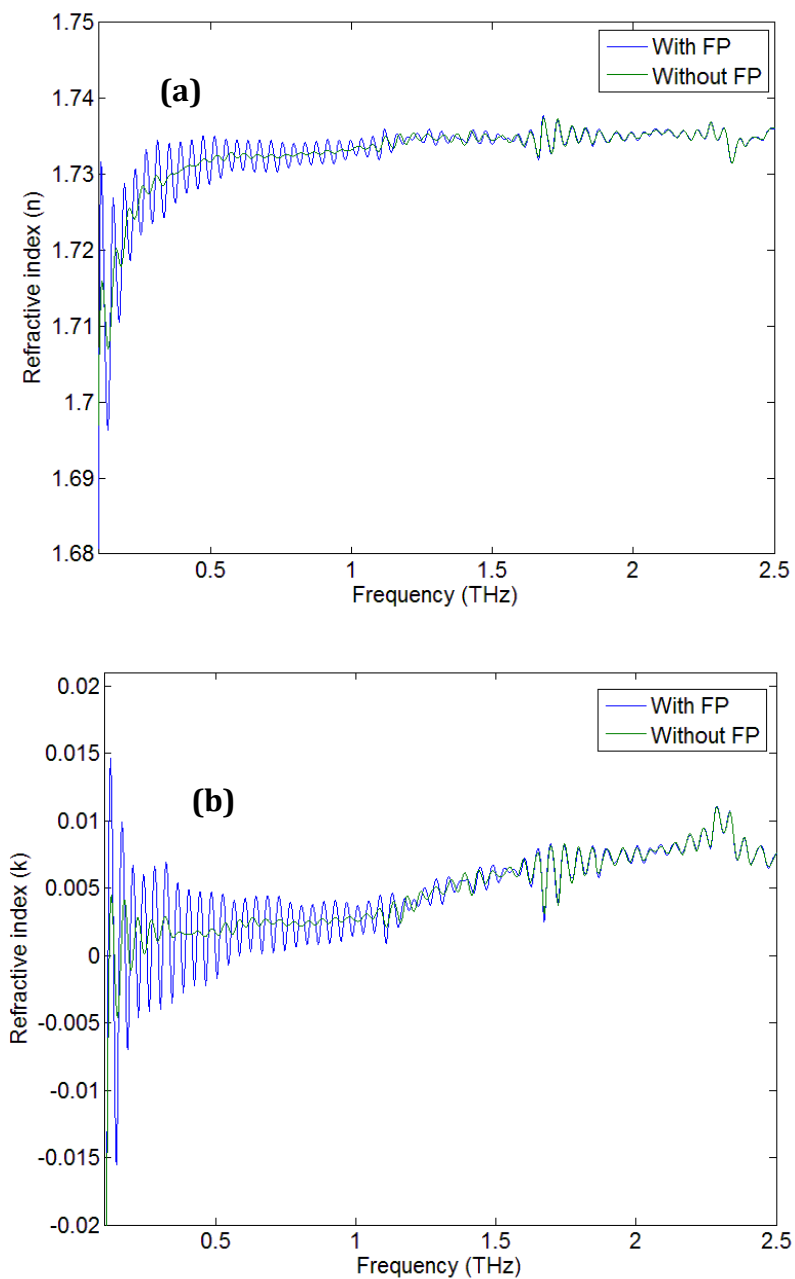 1.75
With FP
Without FP
(a)
1.74
1.73
1.72
1.71
1.7
1.69
1.68
Refractive index (n)
0.5
1
1.5
2
2.5
Frequency (THz)
0.02
With FP
Without FP
0.015
(b)
0.01
0.005
0
-0.005
-0.01
-0.015
-0.02
Refractive index (k)
0.5
1
1.5
2
2.5
Frequency (THz)